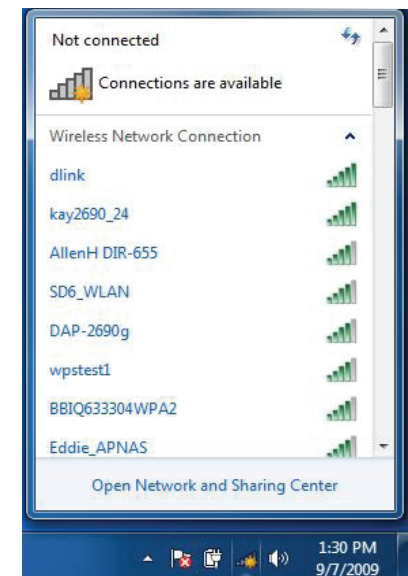 Not connected
Connections are available
Wireless Network Connection
dlink
kay2690_24
AllenH DIR-655
SD6_WLAN
DAP-2690g
wpstest1
BBIQ633304WPA2
Eddie_APNAS
Open Network and Sharing Center
1:30 PM
9/7/2009